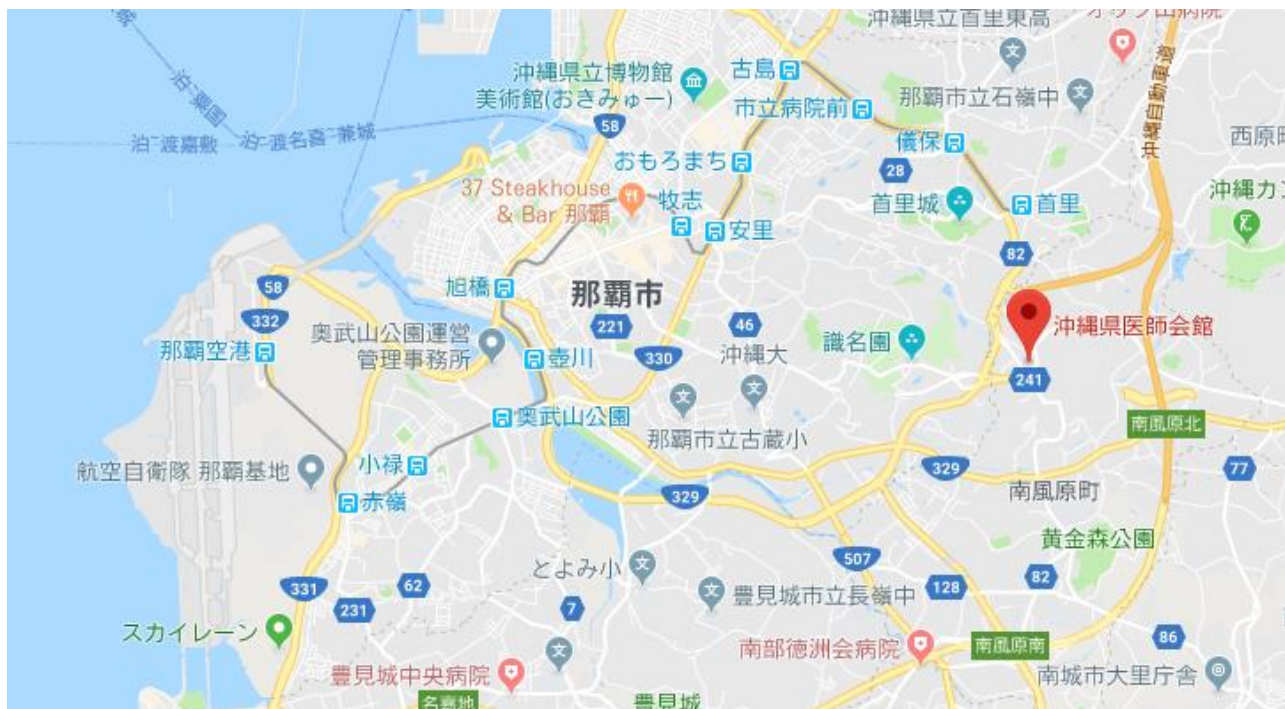 沖縄県立首里東高
沖縄県立博物館
美術館(おきみゅー)
古島
市立病院前
那覇市立石嶺中
沖縄自動車道
泊-粟国
泊-渡嘉敷
泊-渡名喜
兼城
58
おもろまち
儀保
28
37 Steakhouse
& Bar 那覇
牧志
安里
首里城
首里
82
旭橋
那覇市
58
332
221
46
那覇空港
奥武山公園運営
管理事務所
壺川
330
沖縄大
識名園
沖縄県医師会館
241
奥武山公園
那覇市立古蔵小
南風原北
航空自衛隊 那覇基地
小禄
赤嶺
329
329
南風原町
77
黄金森公園
とよみ小
507
331
62
231
7
豊見城市立長嶺中
128
82
86
スカイレーン
豊見城中央病院
南部徳洲会病院
南風原南
南城市大里庁舎
名嘉地
豊見城